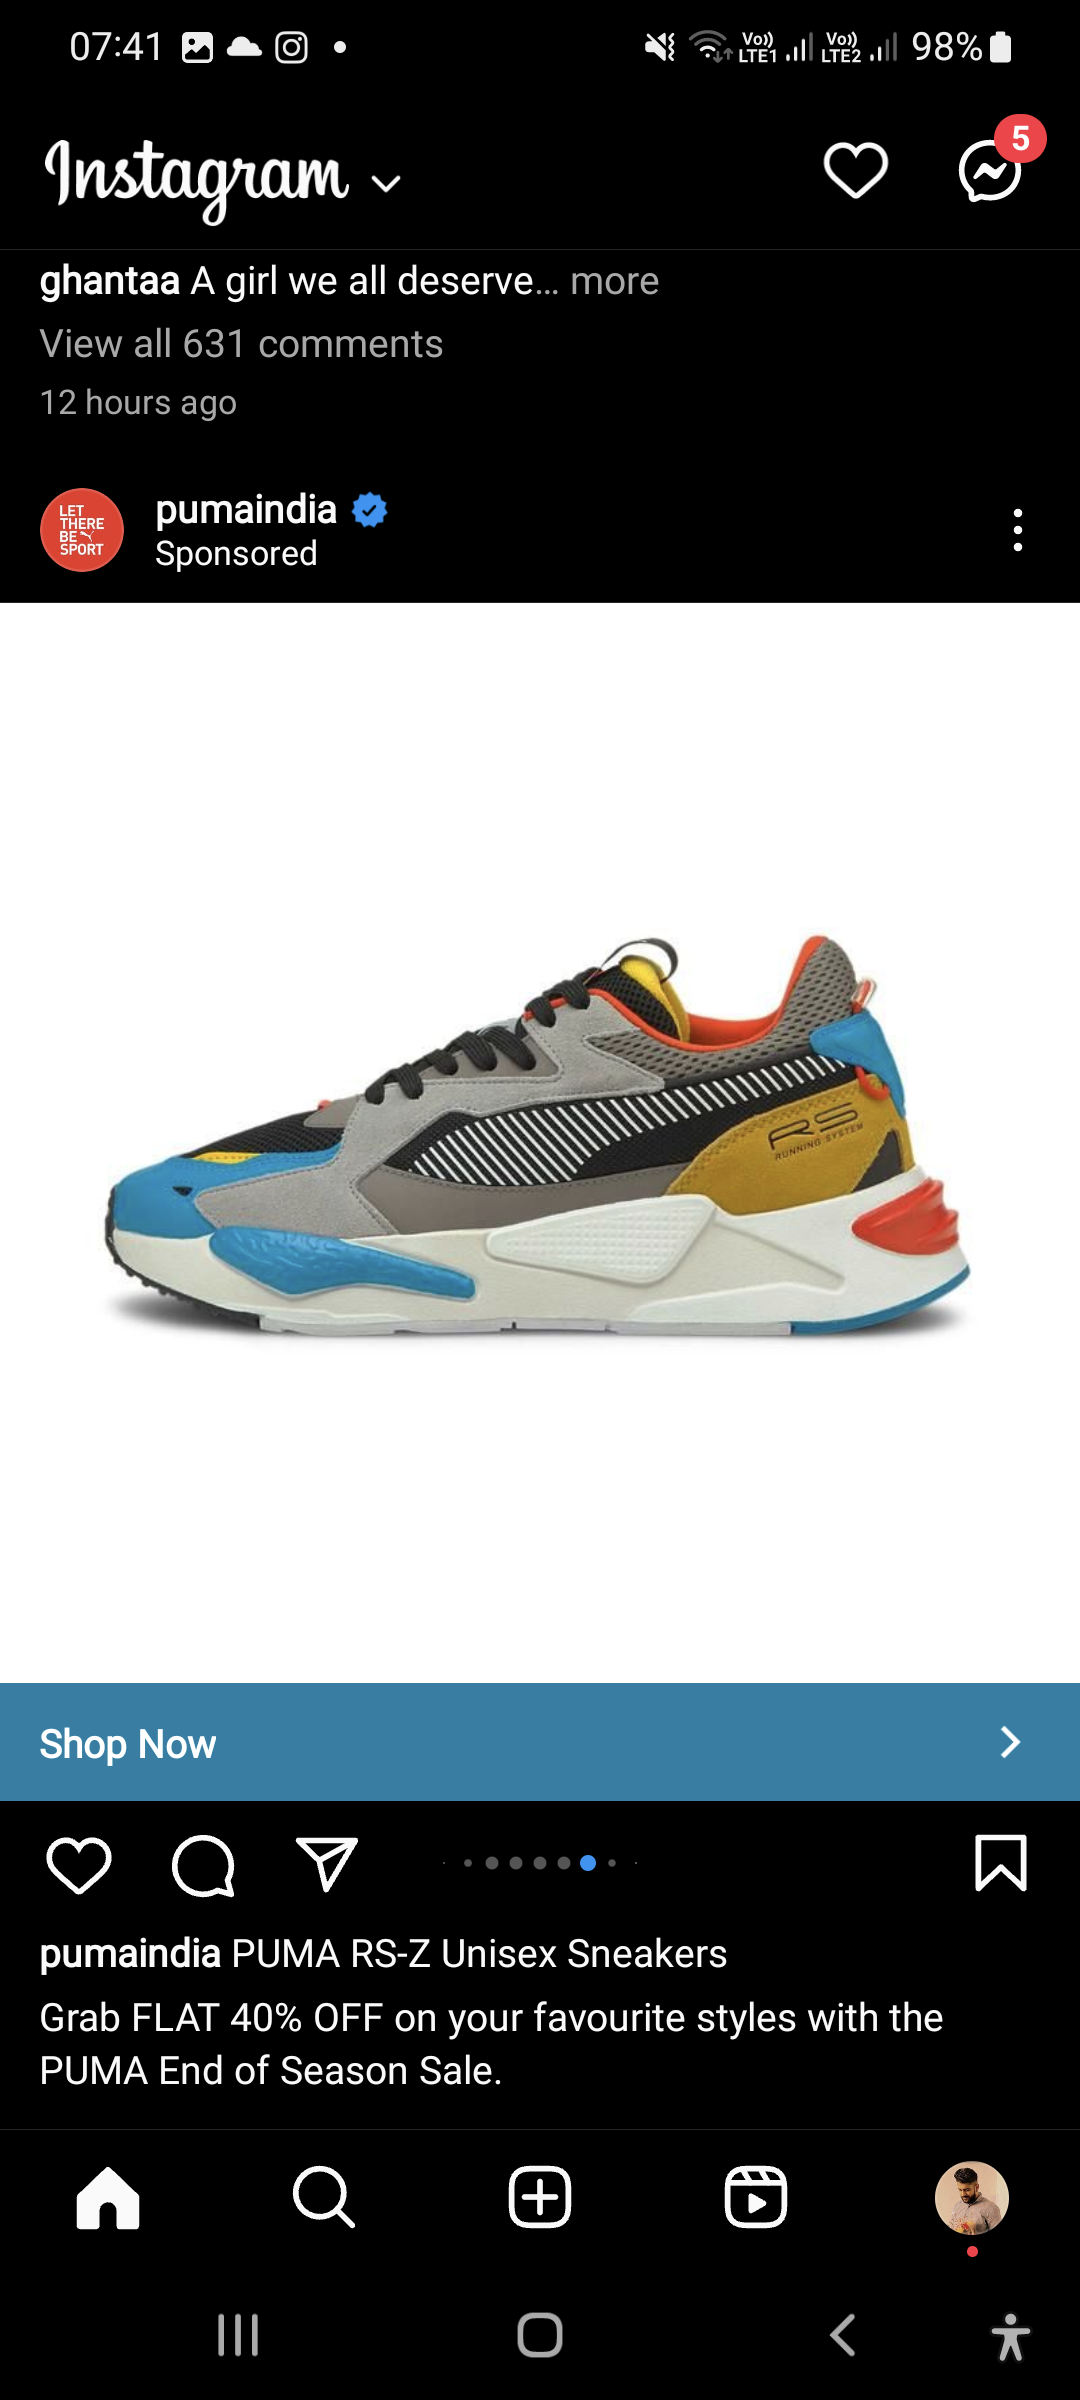 07:41
Vo)) LTE1 Vo)) LTE2 98%
Instagram
5
ghantaa A girl we all deserve... more
View all 631 comments
12 hours ago
LET
THERE
BE
SPORT
pumaindia
Sponsored
RS
RUNNING SYSTEM
Shop Now
pumaindia PUMA RS-Z Unisex Sneakers
Grab FLAT 40% OFF on your favourite styles with the
PUMA End of Season Sale.